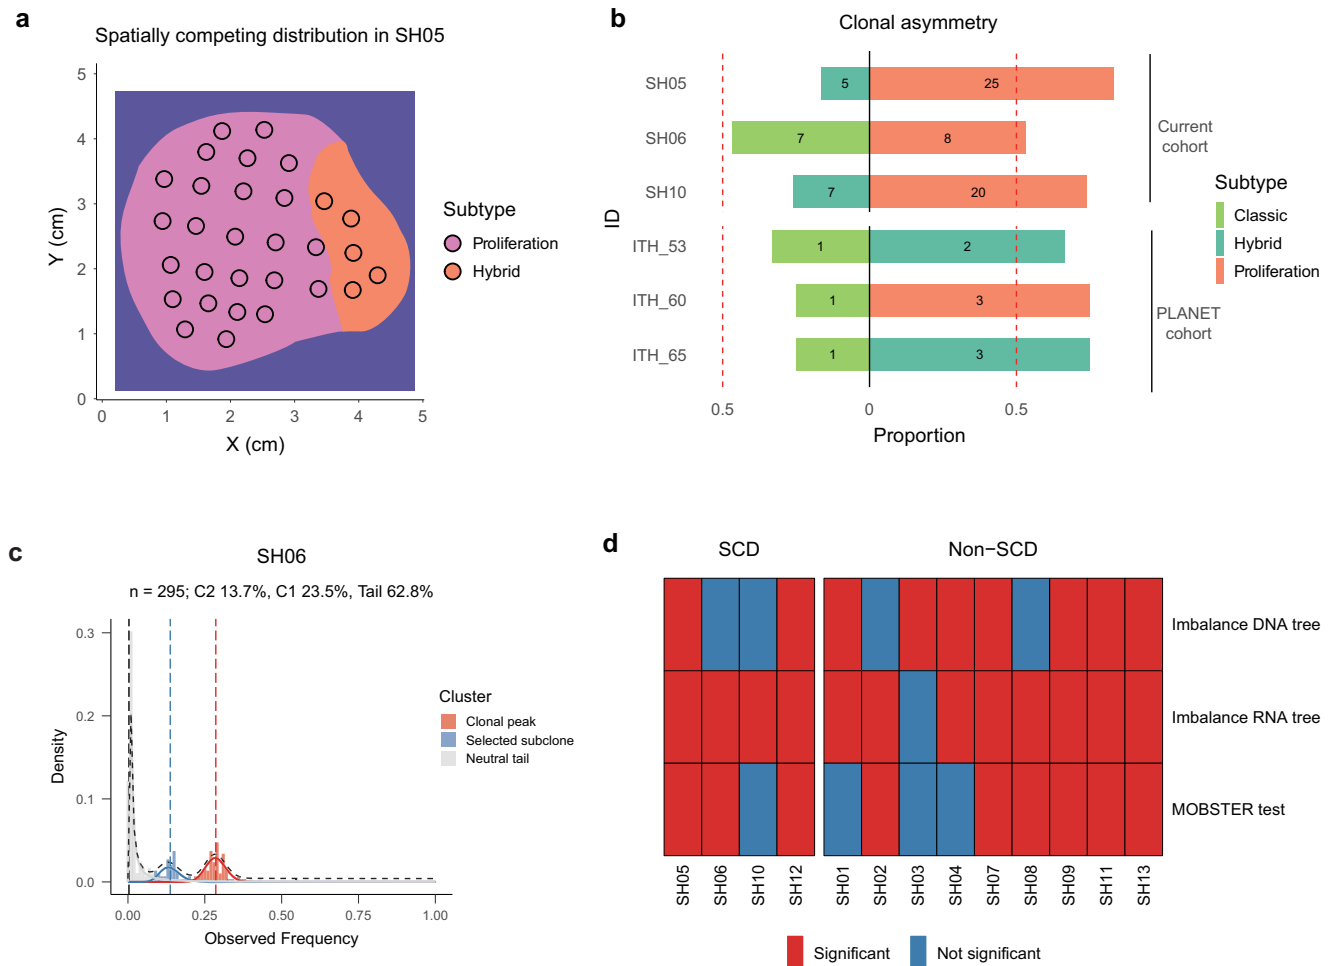 a
Spatially competing distribution in SH05
5
4
3
2
1
0
Y (cm)
0 1 2 3 4 5
X (cm)
Subtype
Proliferation
Hybrid
b
Clonal asymmetry
ID
SH05 5 25
SH06 7 8
SH10 7 20
ITH_53 1 2
ITH_60 1 3
ITH_65 1 3
0.5 0 0.5
Proportion
Current
cohort
PLANET
cohort
Subtype
Classic
Hybrid
Proliferation
c
SH06
n = 295; C2 13.7%, C1 23.5%, Tail 62.8%
0.3
0.2
0.1
0.0
Density
0.00 0.25 0.50 0.75 1.00
Observed Frequency
Cluster
Clonal peak
Selected subclone
Neutral tail
d
SCD Non−SCD
Imbalance DNA tree
Imbalance RNA tree
MOBSTER test
SH05 SH06 SH10 SH12 SH01 SH02 SH03 SH04 SH07 SH08 SH09 SH11 SH13
Significant Not significant